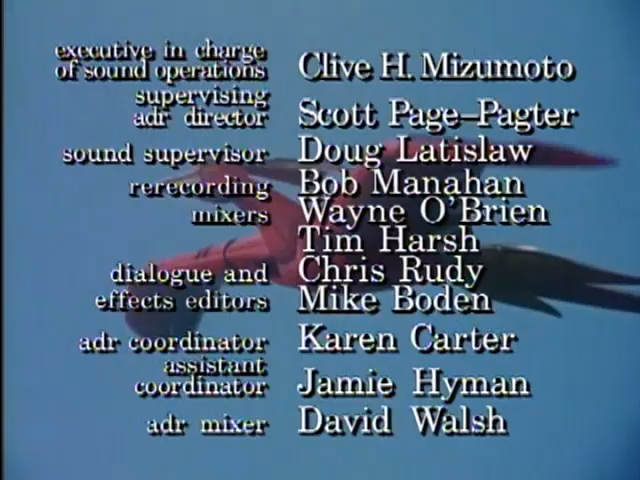 executive in charge
of sound operations Clive H. Mizumoto
supervising
adr director Scott Page-Pagter
sound supervisor Doug Latislaw
rerecording Bob Manahan
mixers Wayne O'Brien
Tim Harsh
dialogue and Chris Rudy
effects editors Mike Boden
adr coordinator Karen Carter
assistant
coordinator Jamie Hyman
adr mixer David Walsh